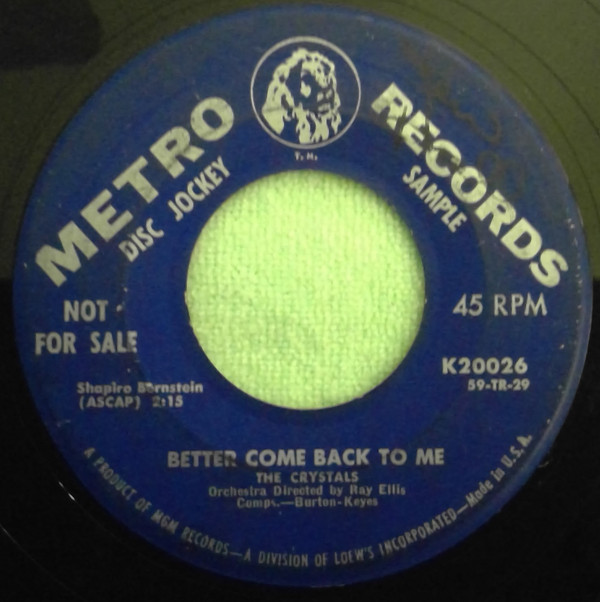 METRO RECORDS
T. M.
DISC JOCKEY SAMPLE
NOT
FOR SALE
45 RPM
K20026
59-TR-29
Shapiro Bernstein
(ASCAP) 2:15
BETTER COME BACK TO ME
THE CRYSTALS
Orchestra Directed by Ray Ellis
Comps.—Burton-Keyes
A PRODUCT OF MGM RECORDS—A DIVISION OF LOEW'S INCORPORATED—Made in U.S.A.